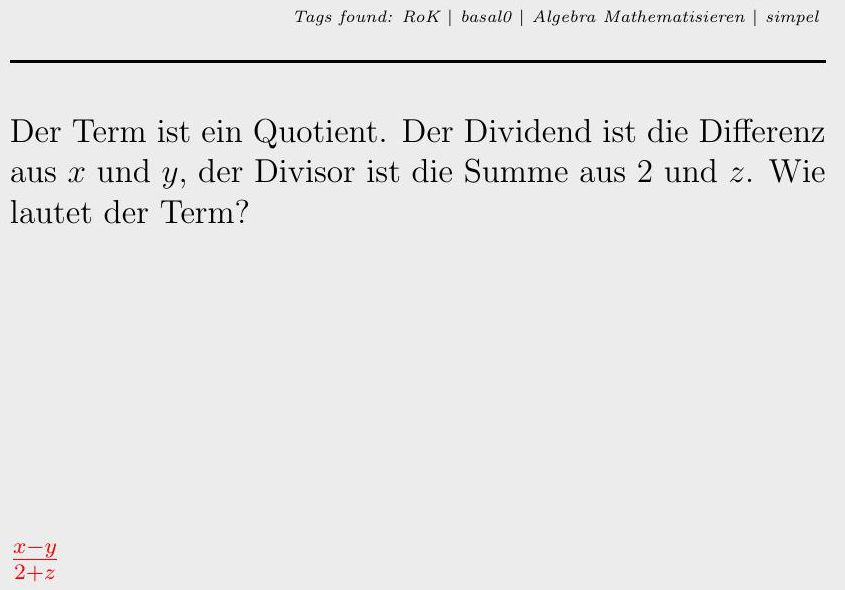 Tags found: RoK | basal0 | Algebra Mathematisieren | simpel
Der Term ist ein Quotient. Der Dividend ist die Differenz
aus x und y, der Divisor ist die Summe aus 2 und z. Wie
lautet der Term?
x−y
2+z